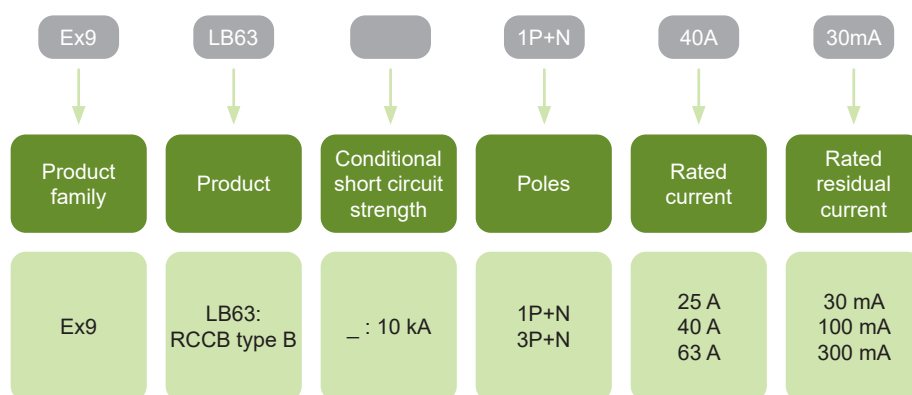 Ex9
LB63
1P+N
40A
30mA
Product
family
Product
Conditional
short circuit
strength
Poles
Rated
current
Rated
residual
current
Ex9
LB63:
RCCB type B
_ : 10 kA
1P+N
3P+N
25 A
40 A
63 A
30 mA
100 mA
300 mA